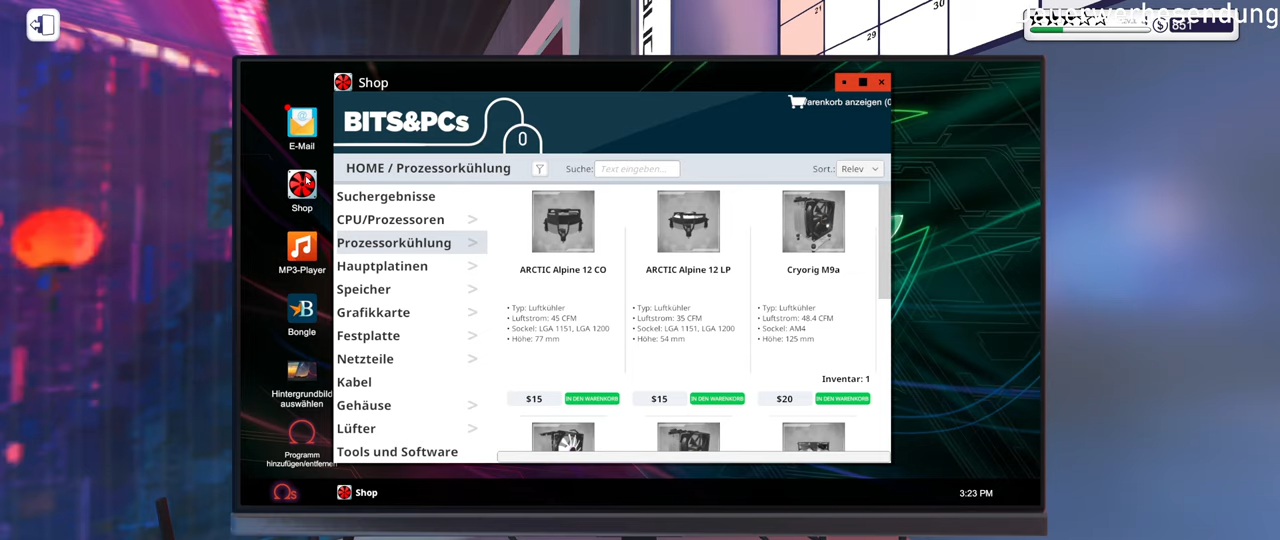 21
30
29
851
Shop
BITS&PCs
HOME / Prozessorkühlung
Suche:
Text eingeben...
Sort.:
Relev
E-Mail
Shop
MP3-Player
Bongle
Hintergrundbild
auswählen
Programm
hinzufügen/entfernen
Suchergebnisse
CPU/Prozessoren >
Prozessorkühlung >
Hauptplatinen >
Speicher >
Grafikkarte >
Festplatte >
Netzteile >
Kabel
Gehäuse >
Lüfter >
Tools und Software
ARCTIC Alpine 12 CO
• Typ: Luftkühler
• Luftstrom: 45 CFM
• Sockel: LGA 1151, LGA 1200
• Höhe: 77 mm
$15
IN DEN WARENKORB
ARCTIC Alpine 12 LP
• Typ: Luftkühler
• Luftstrom: 35 CFM
• Sockel: LGA 1151, LGA 1200
• Höhe: 54 mm
$15
IN DEN WARENKORB
Cryorig M9a
• Typ: Luftkühler
• Luftstrom: 48.4 CFM
• Sockel: AM4
• Höhe: 125 mm
Inventar: 1
$20
IN DEN WARENKORB
Shop
3:23 PM